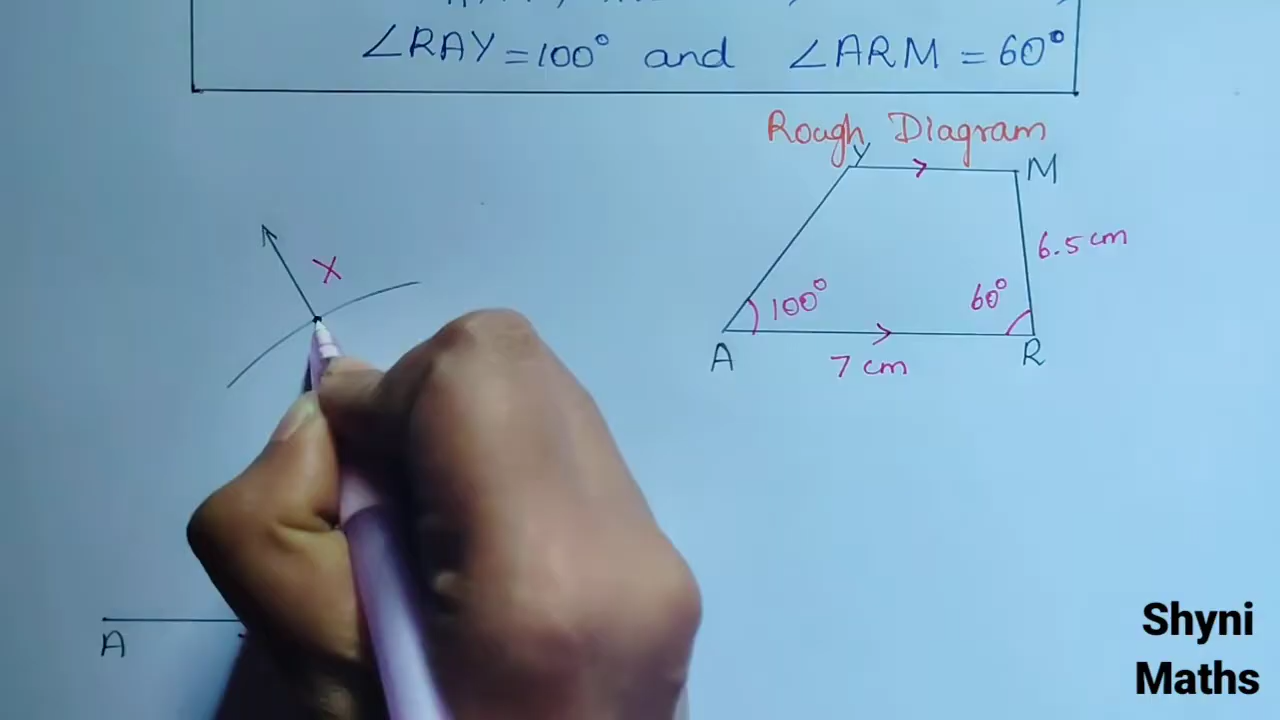 ∠RAY = 100° and ∠ARM = 60°
Rough Diagram
Y
M
X
6.5 cm
100°
60°
A
R
7 cm
A
Shyni
Maths